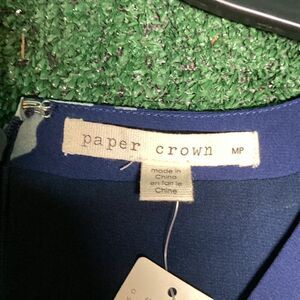 paper crown MP
made in
China
en fait le
Chine